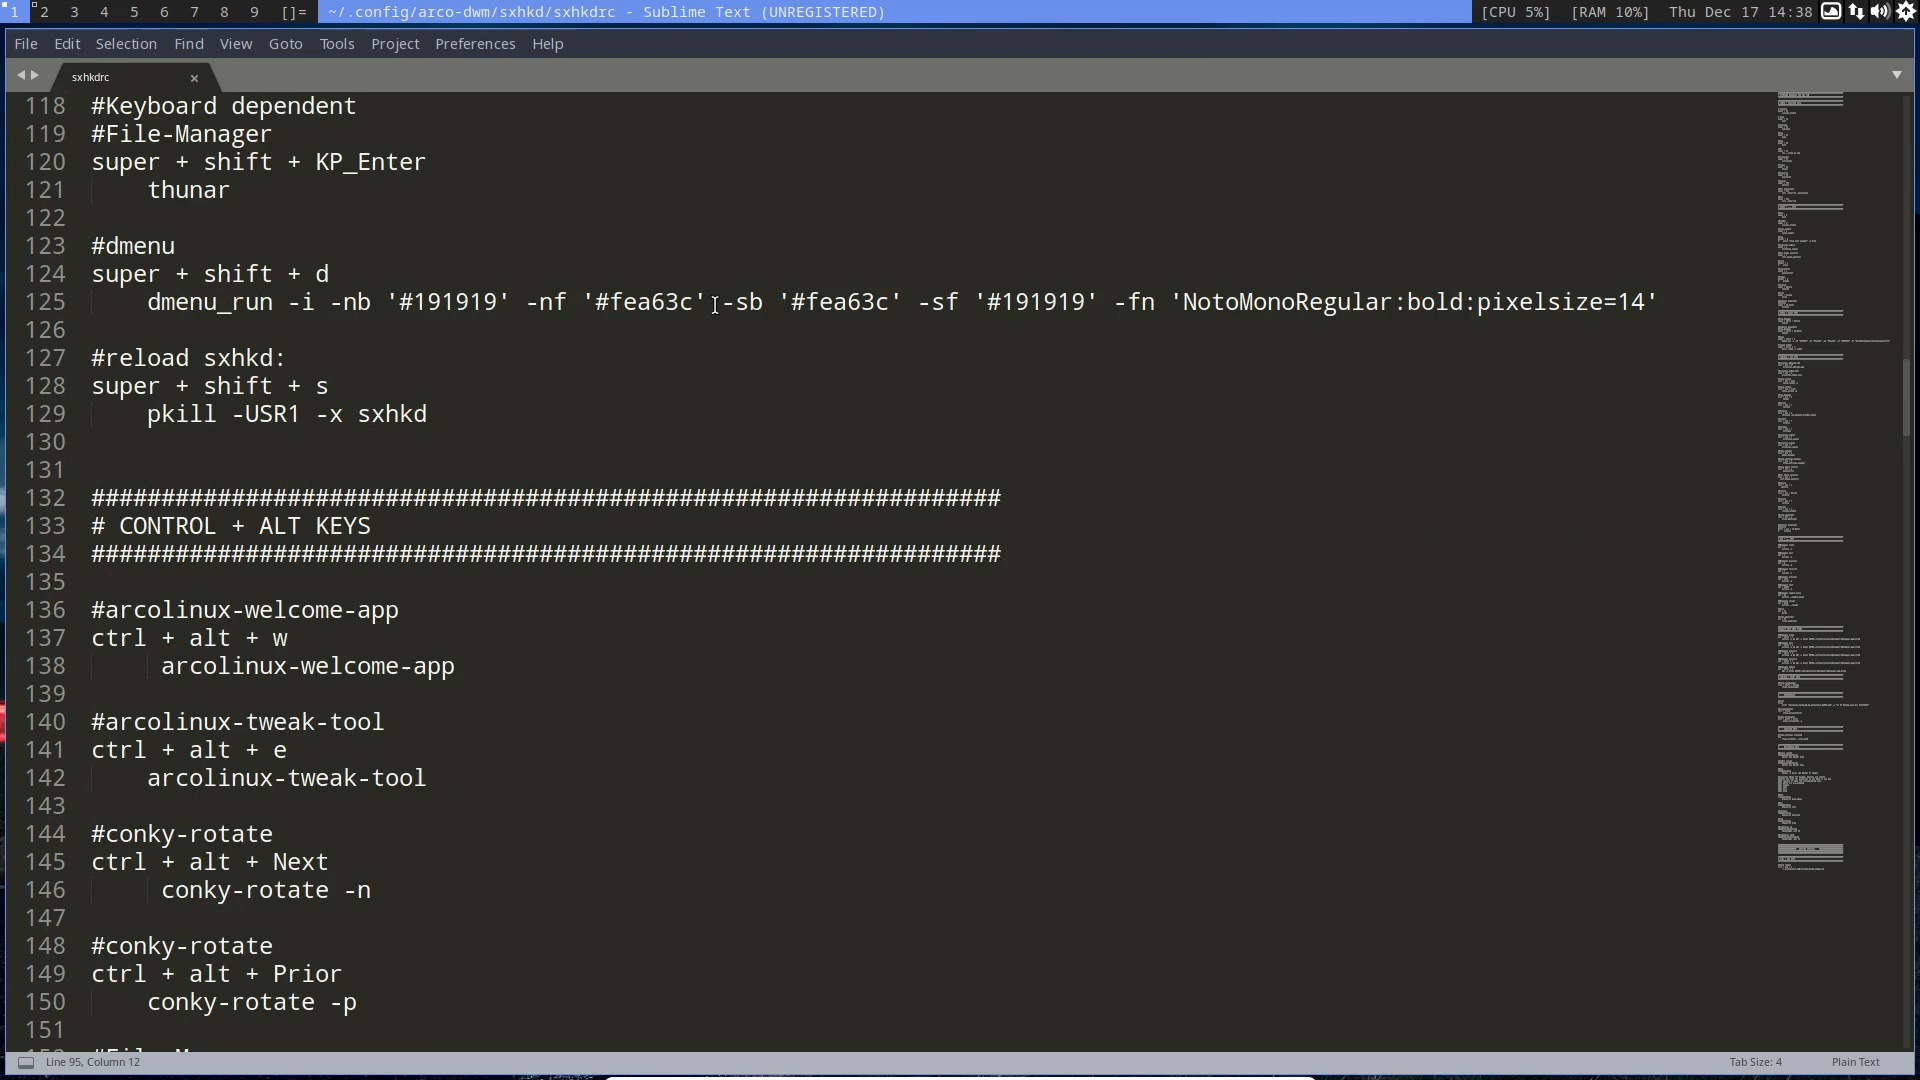 1 2 3 4 5 6 7 8 9 []= ~/.config/arco-dwm/sxhkd/sxhkdrc - Sublime Text (UNREGISTERED) [CPU 5%] [RAM 10%] Thu Dec 17 14:38
File Edit Selection Find View Goto Tools Project Preferences Help
sxhkdrc ×
118 #Keyboard dependent
119 #File-Manager
120 super + shift + KP_Enter
121 thunar
122
123 #dmenu
124 super + shift + d
125 dmenu_run -i -nb '#191919' -nf '#fea63c' -sb '#fea63c' -sf '#191919' -fn 'NotoMonoRegular:bold:pixelsize=14'
126
127 #reload sxhkd:
128 super + shift + s
129 pkill -USR1 -x sxhkd
130
131
132 #################################################################
133 # CONTROL + ALT KEYS
134 #################################################################
135
136 #arcolinux-welcome-app
137 ctrl + alt + w
138 arcolinux-welcome-app
139
140 #arcolinux-tweak-tool
141 ctrl + alt + e
142 arcolinux-tweak-tool
143
144 #conky-rotate
145 ctrl + alt + Next
146 conky-rotate -n
147
148 #conky-rotate
149 ctrl + alt + Prior
150 conky-rotate -p
151
Line 95, Column 12 Tab Size: 4 Plain Text